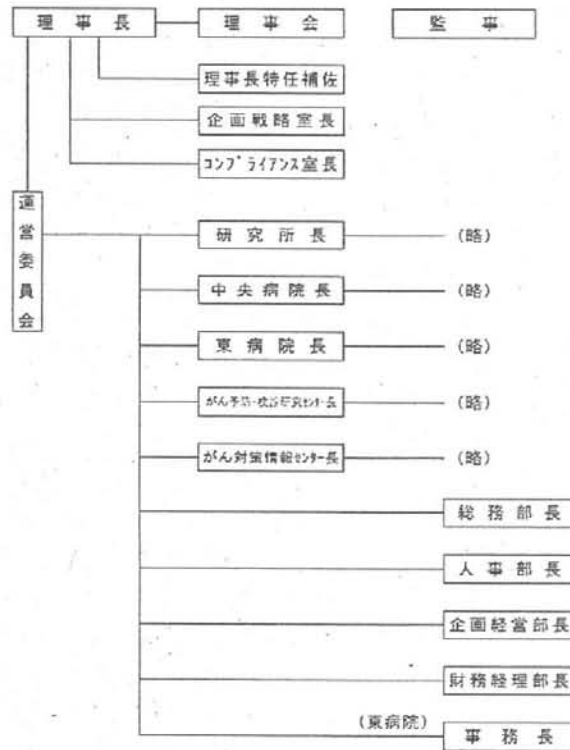 理事長 理事会 監事
理事長特任補佐
企画戦略室長
コンプライアンス室長
運営委員会
研究所長 (略)
中央病院長 (略)
東病院長 (略)
がん予防・検診研究センター長 (略)
がん対策情報センター長 (略)
総務部長
人事部長
企画経営部長
財務経理部長
(東病院) 事務長